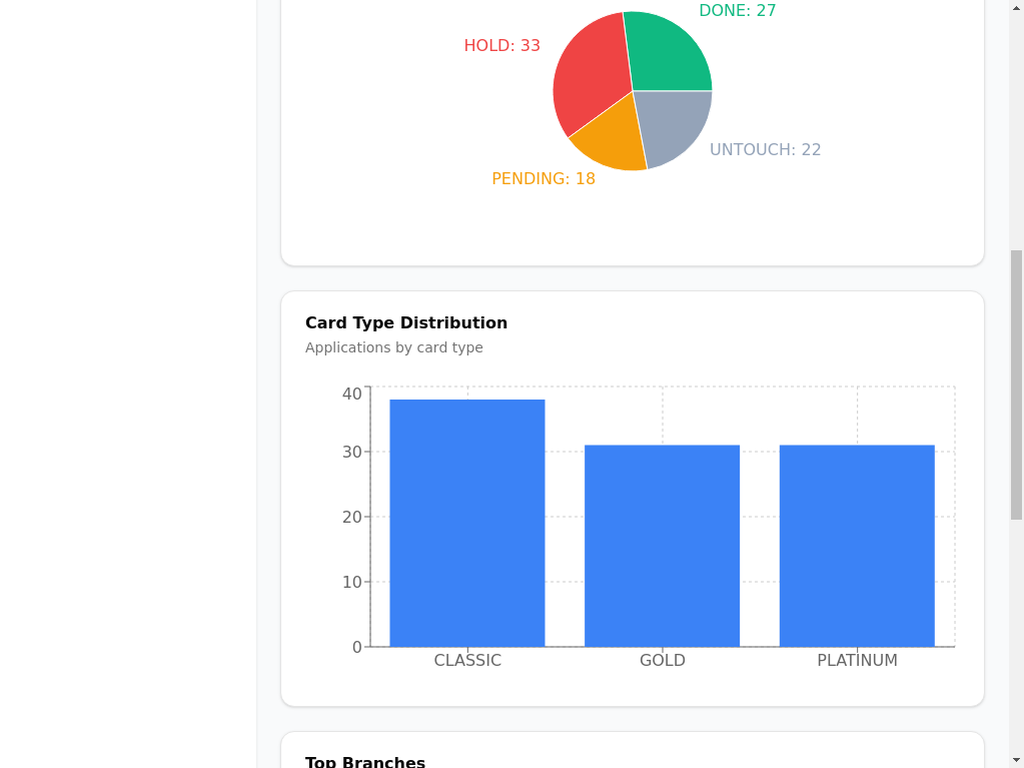 DONE: 27
HOLD: 33
UNTOUCH: 22
PENDING: 18
Card Type Distribution
Applications by card type
40
30
20
10
0
CLASSIC GOLD PLATINUM
Top Branches